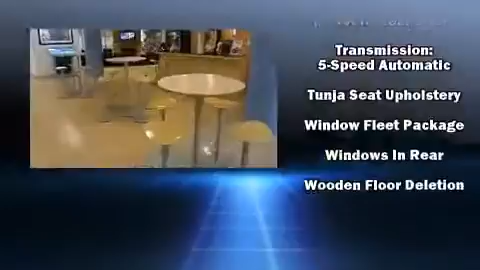 Transmission:
5-Speed Automatic
Tunja Seat Upholstery
Window Fleet Package
Windows In Rear
Wooden Floor Deletion